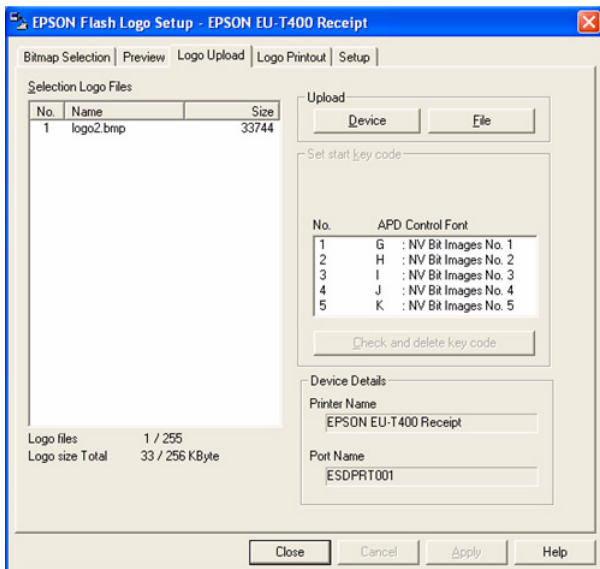 EPSON Flash Logo Setup - EPSON EU-T400 Receipt
Bitmap Selection Preview Logo Upload Logo Printout Setup
Selection Logo Files
No. Name Size
1 logo2.bmp 33744
Logo files 1 / 255
Logo size Total 33 / 256 KByte
Upload
Device File
Set start key code
No. APD Control Font
1 G : NV Bit Images No. 1
2 H : NV Bit Images No. 2
3 I : NV Bit Images No. 3
4 J : NV Bit Images No. 4
5 K : NV Bit Images No. 5
Check and delete key code
Device Details
Printer Name
EPSON EU-T400 Receipt
Port Name
ESDPRT001
Close Cancel Apply Help